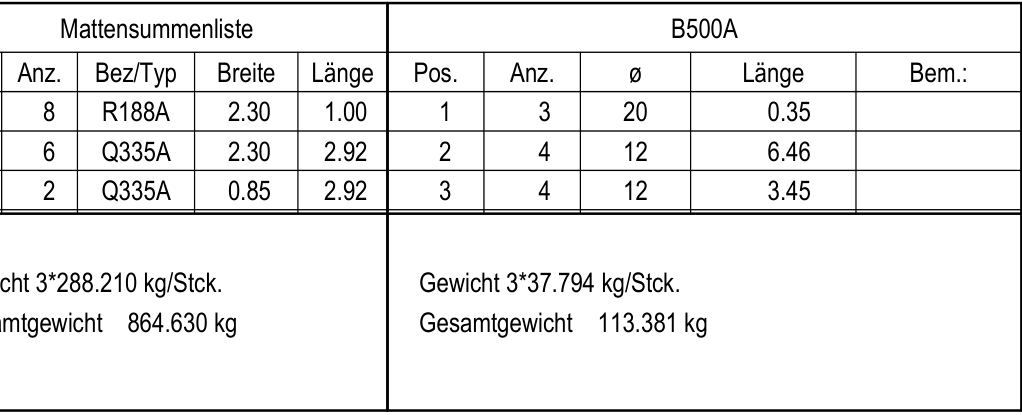 Mattensummenliste B500A
Anz. Bez/Typ Breite Länge Pos. Anz. ø Länge Bem.:
8 R188A 2.30 1.00 1 3 20 0.35
6 Q335A 2.30 2.92 2 4 12 6.46
2 Q335A 0.85 2.92 3 4 12 3.45
cht 3*288.210 kg/Stck. Gewicht 3*37.794 kg/Stck.
amtgewicht 864.630 kg Gesamtgewicht 113.381 kg